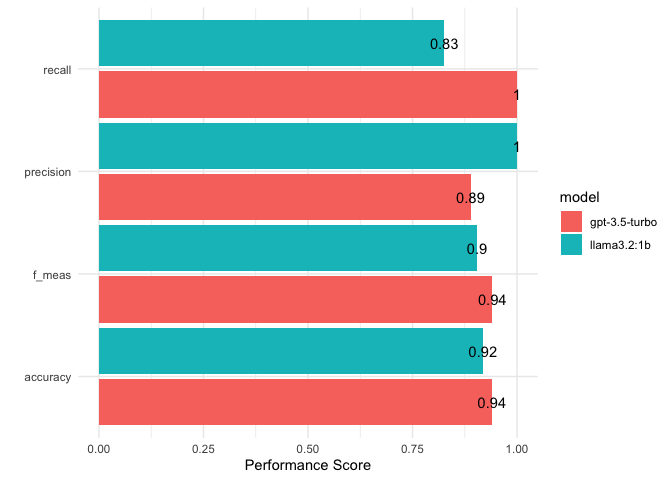 recall
0.83
1
precision
1
0.89
f_meas
0.9
0.94
accuracy
0.92
0.94
0.00
0.25
0.50
0.75
1.00
Performance Score
model
gpt-3.5-turbo
llama3.2:1b